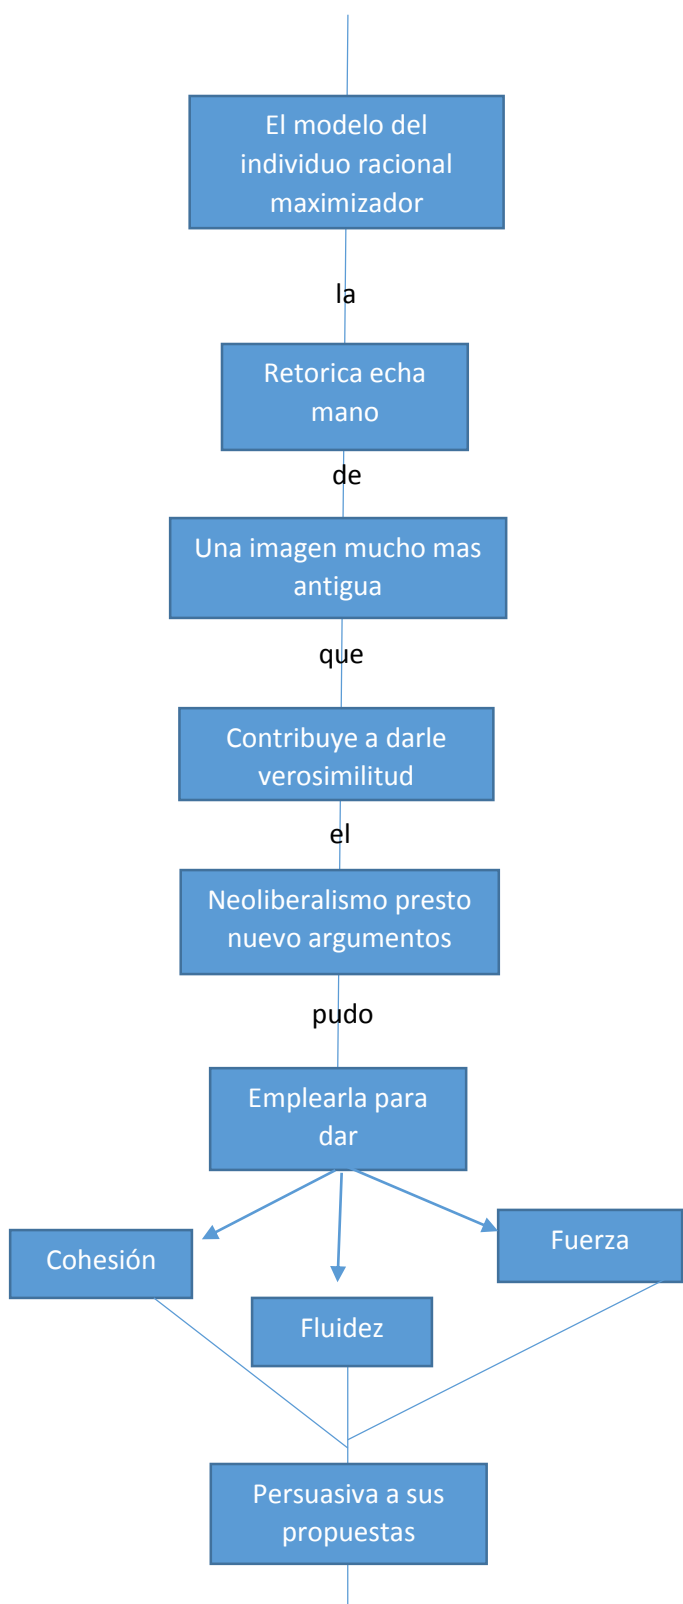 El modelo del
individuo racional
maximizador
la
Retorica echa
mano
de
Una imagen mucho mas
antigua
que
Contribuye a darle
verosimilitud
el
Neoliberalismo presto
nuevo argumentos
pudo
Emplearla para
dar
Cohesión
Fluidez
Fuerza
Persuasiva a sus
propuestas